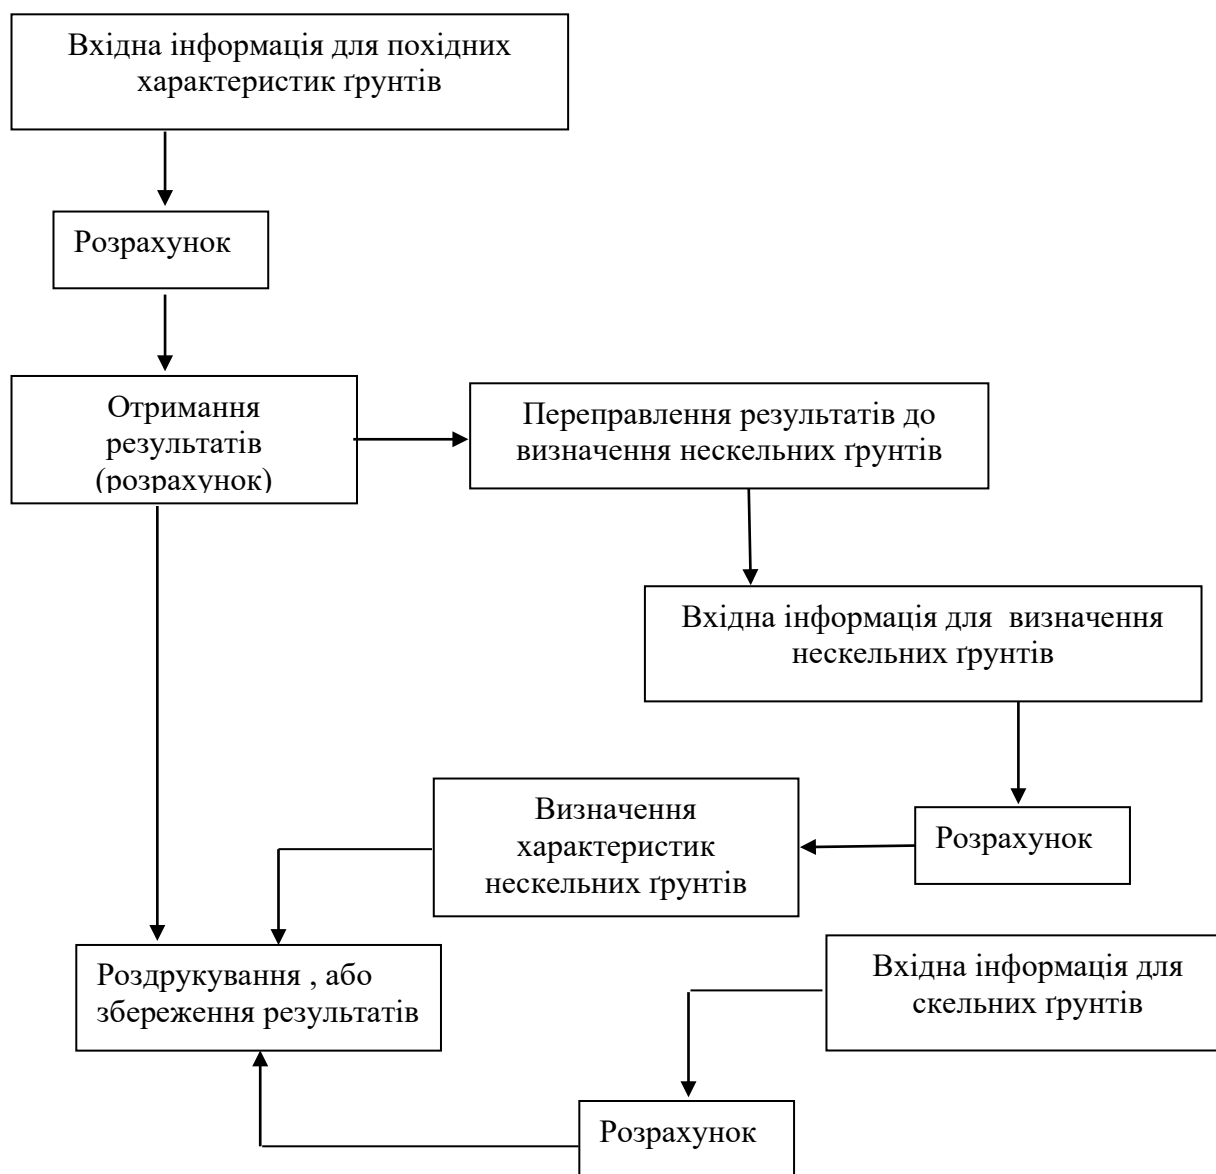 Вхідна інформація для похідних
характеристик ґрунтів
Розрахунок
Отримання
результатів
(розрахунок)
Переправлення результатів до
визначення нескельних ґрунтів
Вхідна інформація для  визначення
нескельних ґрунтів
Розрахунок
Визначення
характеристик
нескельних ґрунтів
Роздрукування , або
збереження результатів
Вхідна інформація для
скельних ґрунтів
Розрахунок